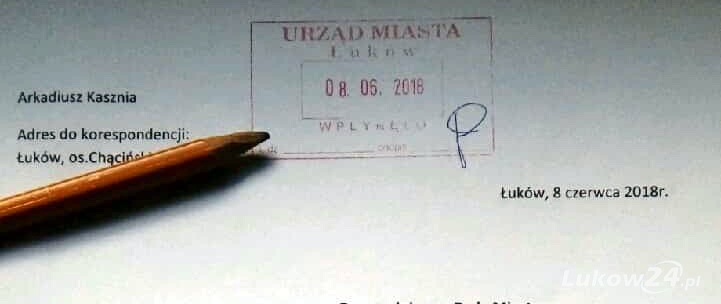 URZĄD MIASTA
Łuków
08. 06. 2018
WPŁYNĘŁO
Arkadiusz Kasznia
Adres do korespondencji:
Łuków, os.Chąciński
Łuków, 8 czerwca 2018r.
Lukow24.pl